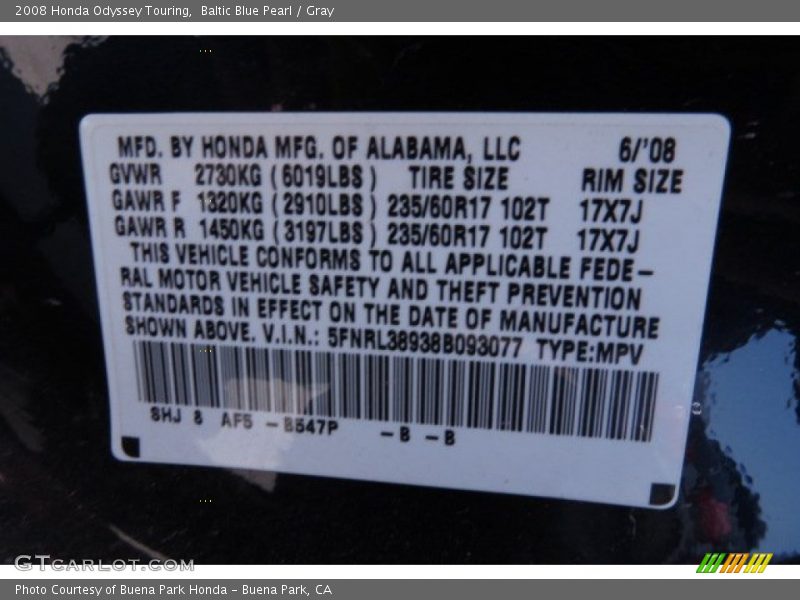 2008 Honda Odyssey Touring,  Baltic Blue Pearl / Gray
MFD. BY HONDA MFG. OF ALABAMA, LLC 6/'08
GVWR 2730KG (6019LBS) TIRE SIZE RIM SIZE
GAWR F 1320KG (2910LBS) 235/60R17 102T 17X7J
GAWR R 1450KG (3197LBS) 235/60R17 102T 17X7J
THIS VEHICLE CONFORMS TO ALL APPLICABLE FEDE-
RAL MOTOR VEHICLE SAFETY AND THEFT PREVENTION
STANDARDS IN EFFECT ON THE DATE OF MANUFACTURE
SHOWN ABOVE. V.I.N.: 5FNRL38938B093077 TYPE:MPV
SHJ 8 AF5 - B547P - B - B
GTCARLOT.COM
Photo Courtesy of Buena Park Honda - Buena Park, CA